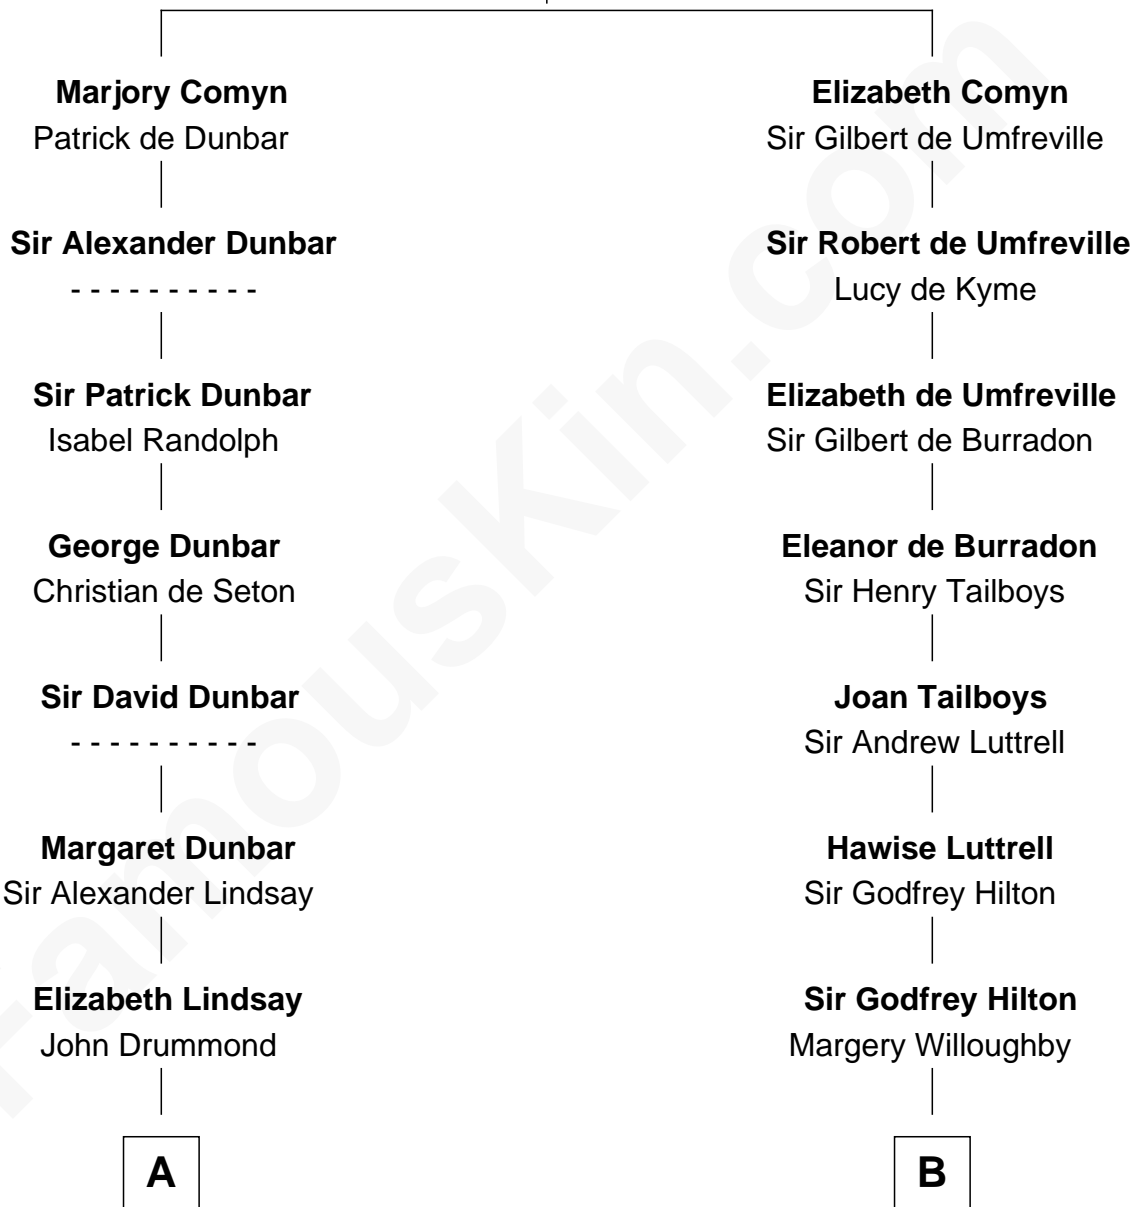 Marjory Comyn
Patrick de Dunbar
Sir Alexander Dunbar
- - - - - - - - - -
Sir Patrick Dunbar
Isabel Randolph
George Dunbar
Christian de Seton
Sir David Dunbar
- - - - - - - - - -
Margaret Dunbar
Sir Alexander Lindsay
Elizabeth Lindsay
John Drummond
A
Elizabeth Comyn
Sir Gilbert de Umfreville
Sir Robert de Umfreville
Lucy de Kyme
Elizabeth de Umfreville
Sir Gilbert de Burradon
Eleanor de Burradon
Sir Henry Tailboys
Joan Tailboys
Sir Andrew Luttrell
Hawise Luttrell
Sir Godfrey Hilton
Sir Godfrey Hilton
Margery Willoughby
B
FamousKin.com